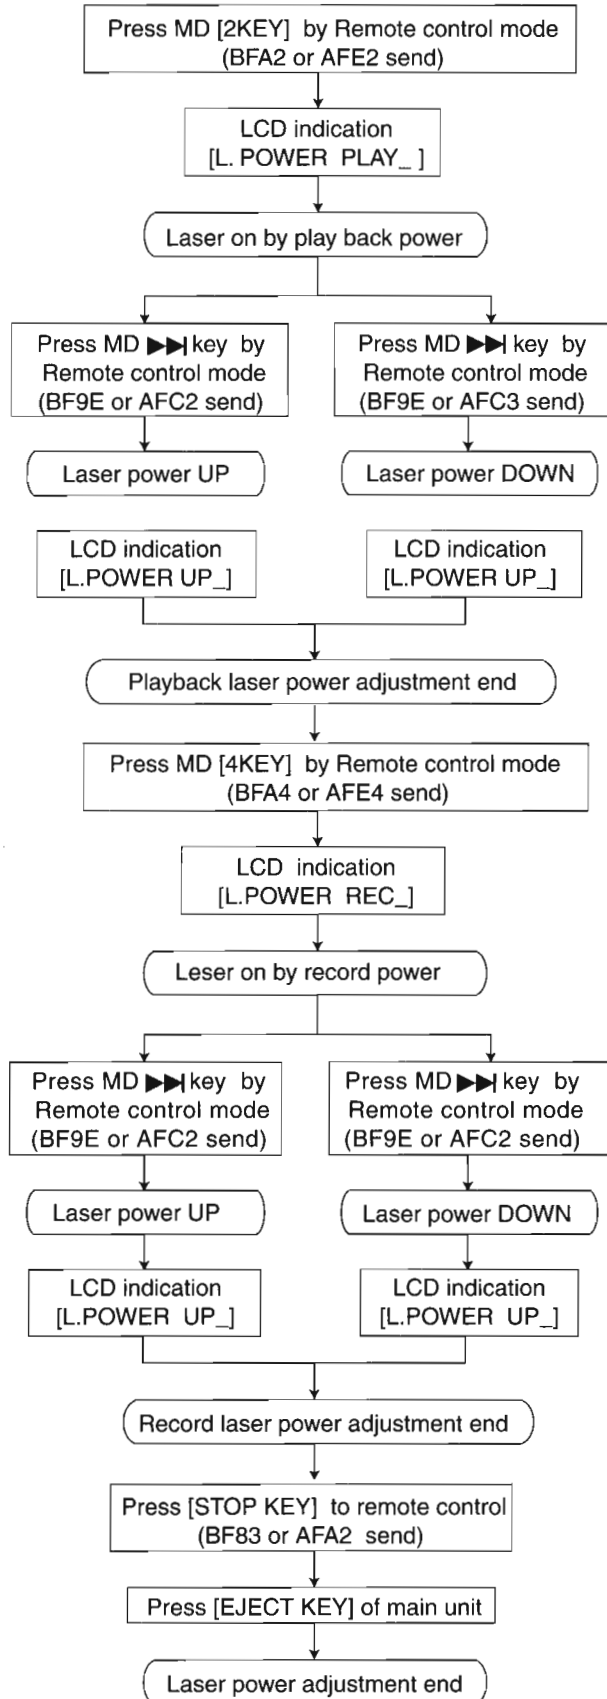 Press MD [2KEY] by Remote control mode
(BFA2 or AFE2 send)
LCD indication
[L. POWER PLAY_ ]
Laser on by play back power
Press MD ▶▶| key by
Remote control mode
(BF9E or AFC2 send)
Press MD ▶▶| key by
Remote control mode
(BF9E or AFC3 send)
Laser power UP
Laser power DOWN
LCD indication
[L.POWER UP_]
LCD indication
[L.POWER UP_]
Playback laser power adjustment end
Press MD [4KEY] by Remote control mode
(BFA4 or AFE4 send)
LCD indication
[L.POWER REC_]
Leser on by record power
Press MD ▶▶| key by
Remote control mode
(BF9E or AFC2 send)
Press MD ▶▶| key by
Remote control mode
(BF9E or AFC2 send)
Laser power UP
Laser power DOWN
LCD indication
[L.POWER UP_]
LCD indication
[L.POWER UP_]
Record laser power adjustment end
Press [STOP KEY] to remote control
(BF83 or AFA2 send)
Press [EJECT KEY] of main unit
Laser power adjustment end